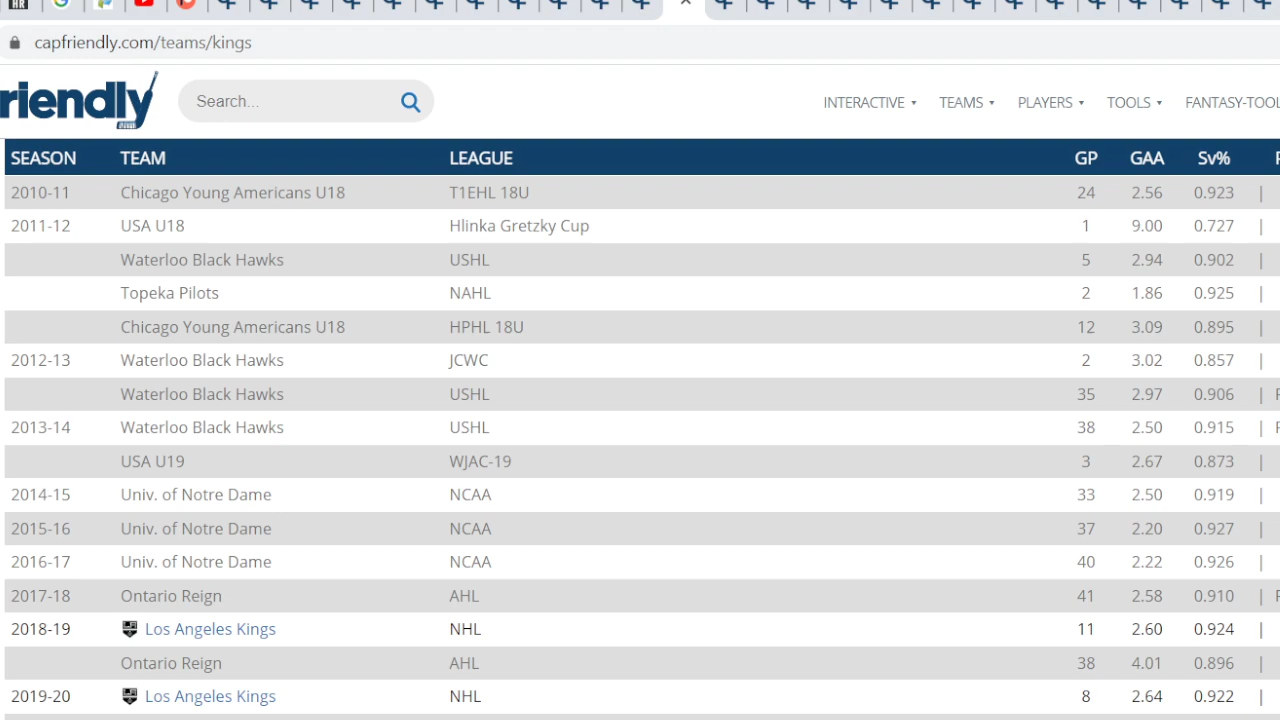 HR
capfriendly.com/teams/kings
riendly
Search...
INTERACTIVE ▾ TEAMS ▾ PLAYERS ▾ TOOLS ▾ FANTASY-TOOL
SEASON TEAM LEAGUE GP GAA Sv%
2010-11 Chicago Young Americans U18 T1EHL 18U 24 2.56 0.923 |
2011-12 USA U18 Hlinka Gretzky Cup 1 9.00 0.727 |
Waterloo Black Hawks USHL 5 2.94 0.902 |
Topeka Pilots NAHL 2 1.86 0.925 |
Chicago Young Americans U18 HPHL 18U 12 3.09 0.895 |
2012-13 Waterloo Black Hawks JCWC 2 3.02 0.857 |
Waterloo Black Hawks USHL 35 2.97 0.906 |
2013-14 Waterloo Black Hawks USHL 38 2.50 0.915 |
USA U19 WJAC-19 3 2.67 0.873 |
2014-15 Univ. of Notre Dame NCAA 33 2.50 0.919 |
2015-16 Univ. of Notre Dame NCAA 37 2.20 0.927 |
2016-17 Univ. of Notre Dame NCAA 40 2.22 0.926 |
2017-18 Ontario Reign AHL 41 2.58 0.910 |
2018-19 Los Angeles Kings NHL 11 2.60 0.924 |
Ontario Reign AHL 38 4.01 0.896 |
2019-20 Los Angeles Kings NHL 8 2.64 0.922 |